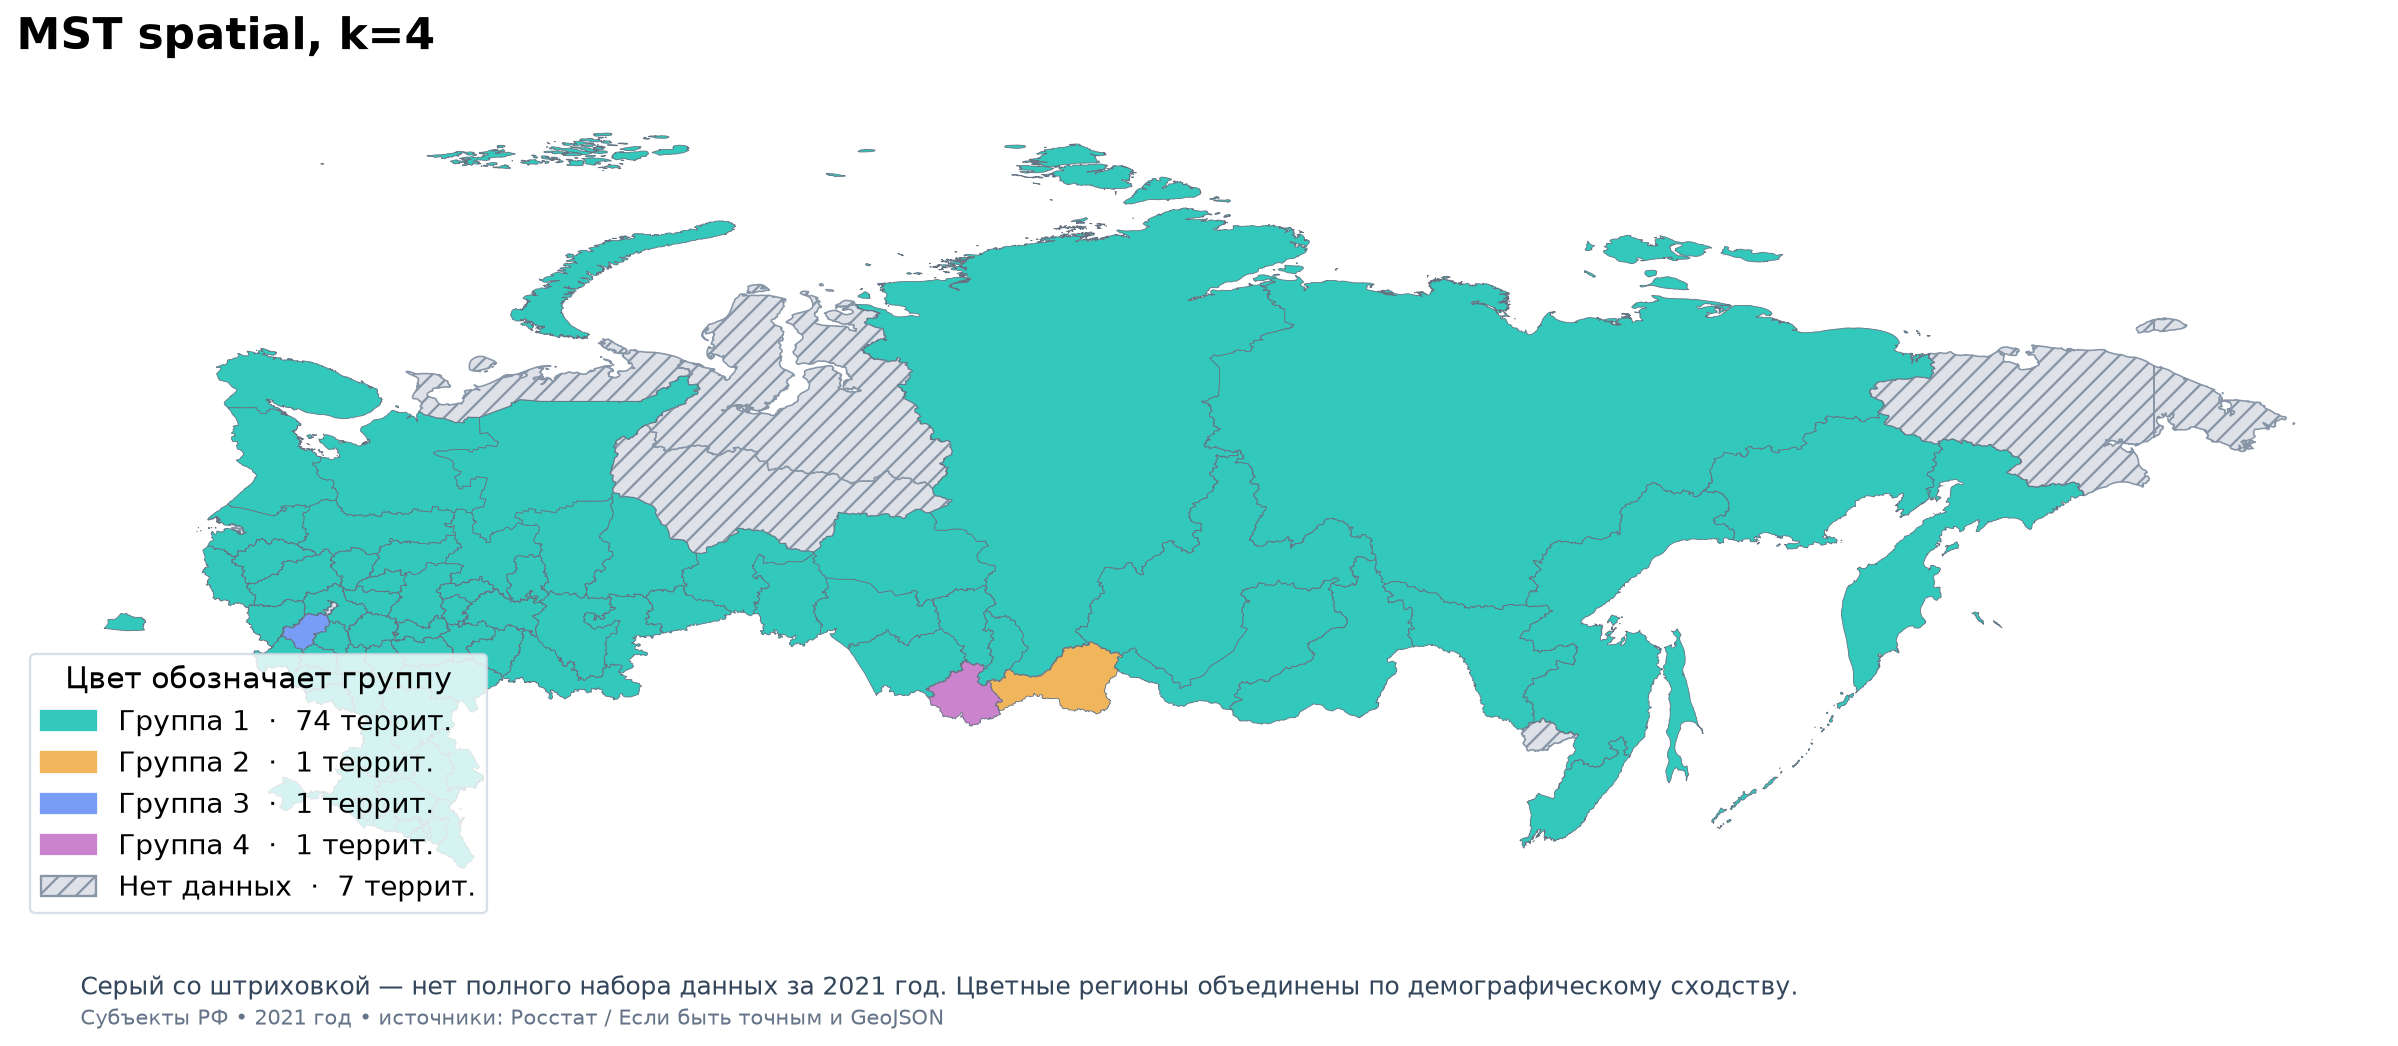 MST spatial, k=4
Цвет обозначает группу
Группа 1 · 74 террит.
Группа 2 · 1 террит.
Группа 3 · 1 террит.
Группа 4 · 1 террит.
Нет данных · 7 террит.
Серый со штриховкой — нет полного набора данных за 2021 год. Цветные регионы объединены по демографическому сходству.
Субъекты РФ • 2021 год • источники: Росстат / Если быть точным и GeoJSON